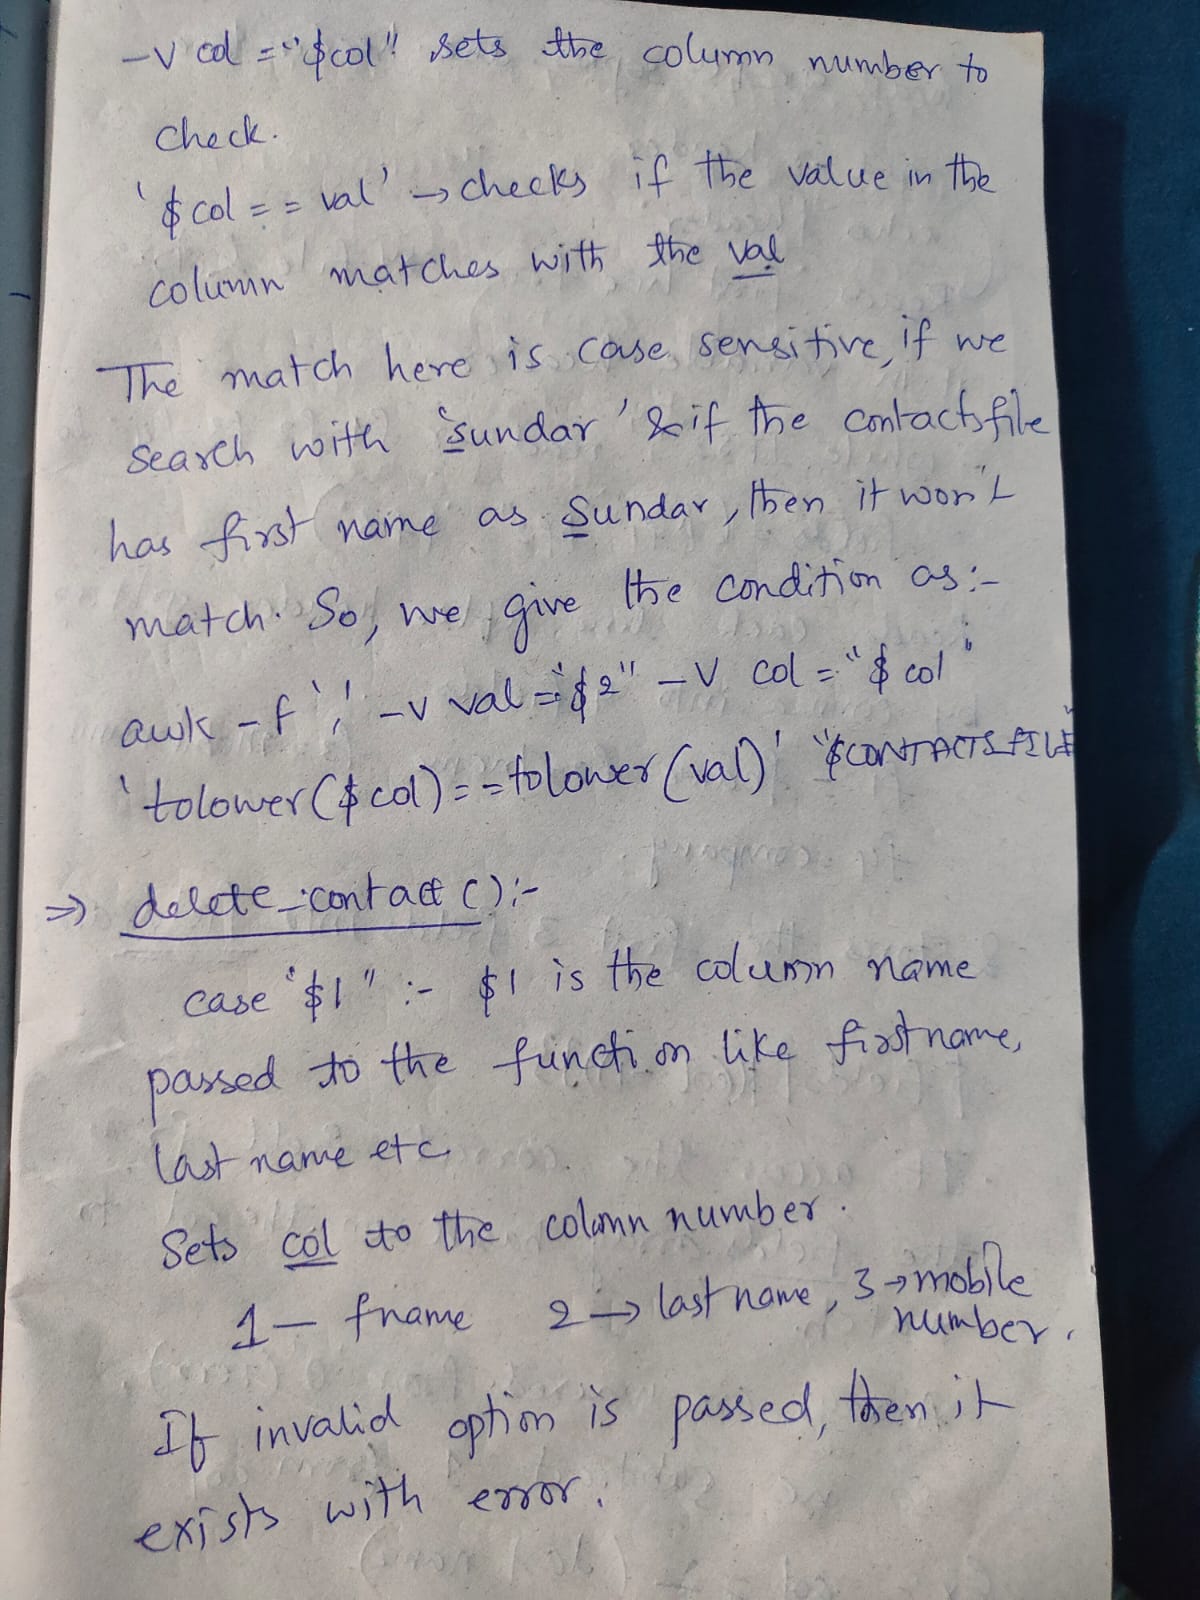 -v col = "$col" sets the column number to
check.
'$col == val' → checks if the value in the
column matches with the val
The match here is case sensitive, if we
search with 'sundar' & if the contactsfile
has first name as Sundar, then it won't
match. So, we give the condition as :-
awk -f ',' -v val = "$2" -v col = "$col"
'tolower($col) == tolower(val)' "$CONTACTSFILE"
⇒ delete_contact() :-
case "$1" :- $1 is the column name
passed to the function like firstname,
last name etc
Sets col to the colomn number.
1 — fname 2 → lastname, 3 → mobile
number.
If invalid option is passed, then it
exists with error.